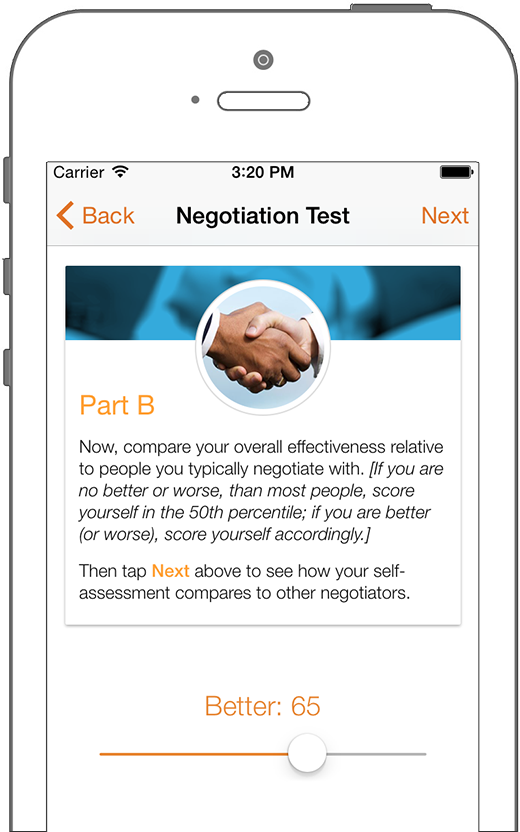 Carrier 3:20 PM
Back Negotiation Test Next
Part B
Now, compare your overall effectiveness relative
to people you typically negotiate with. [If you are
no better or worse, than most people, score
yourself in the 50th percentile; if you are better
(or worse), score yourself accordingly.]
Then tap Next above to see how your self-
assessment compares to other negotiators.
Better: 65